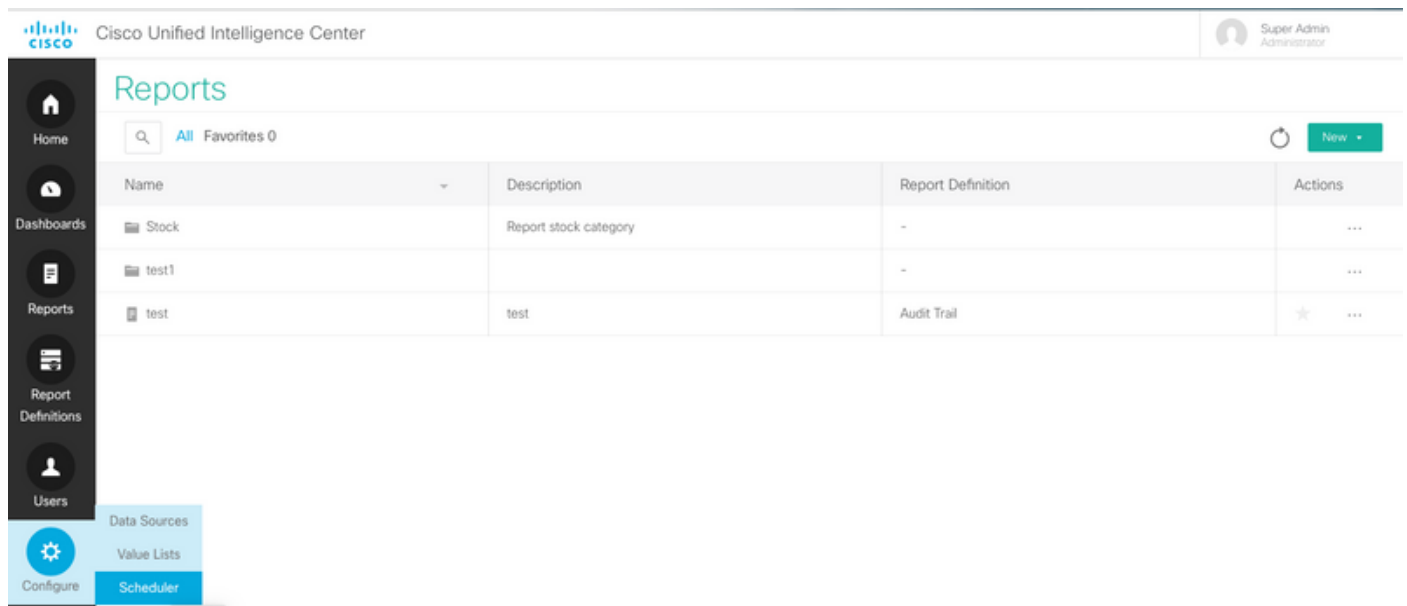 CISCO
Cisco Unified Intelligence Center
Super Admin
Administrator
Reports
Home
All Favorites 0
New
Name
Description
Report Definition
Actions
Dashboards
Stock
Report stock category
-
...
test1
-
...
Reports
test
test
Audit Trail
...
Report
Definitions
Users
Data Sources
Value Lists
Configure
Scheduler